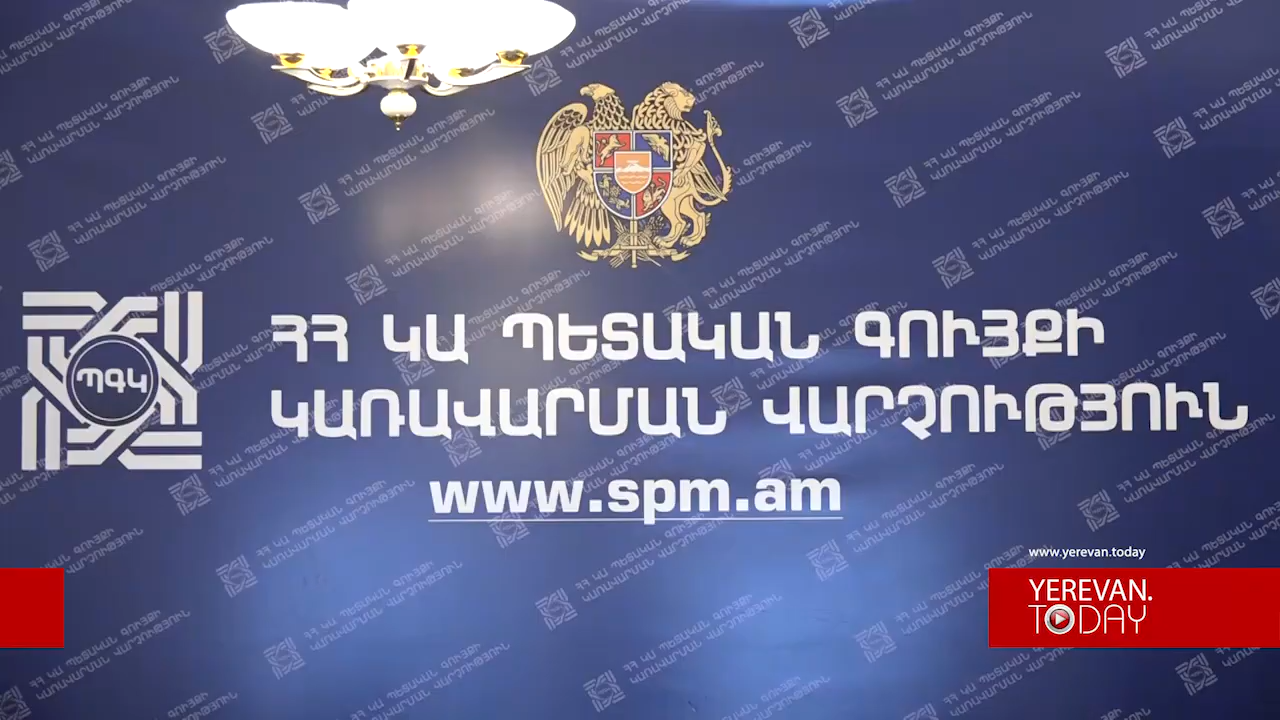 ՀՀ ԿԱ ՊԵՏԱԿԱՆ ԳՈՒՅՔԻ
ԿԱՌԱՎԱՐՄԱՆ ՎԱՐՉՈՒԹՅՈՒՆ
ՊԳԿ
www.spm.am
www.yerevan.today
YEREVAN.
TODAY